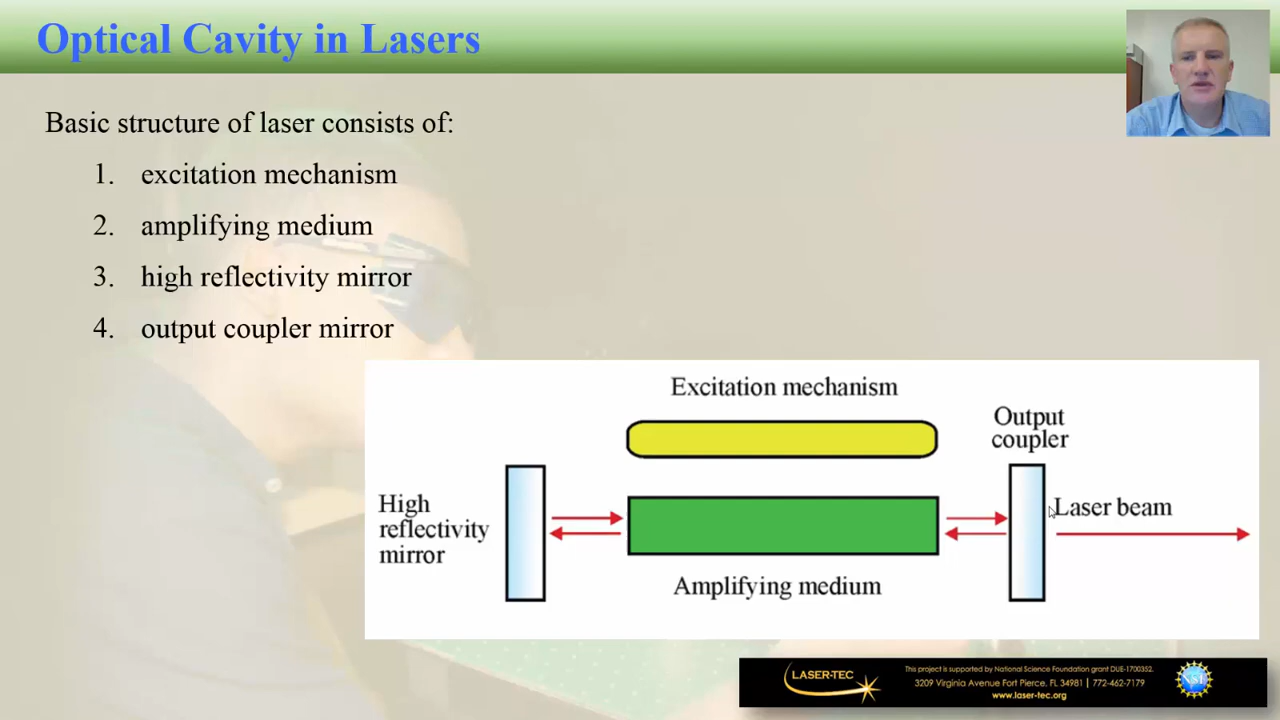 Optical Cavity in Lasers
Basic structure of laser consists of:
1. excitation mechanism
2. amplifying medium
3. high reflectivity mirror
4. output coupler mirror
Excitation mechanism
Output
coupler
High
reflectivity
mirror
Laser beam
Amplifying medium
LASER-TEC
This project is supported by National Science Foundation grant DUE-1700352.
3209 Virginia Avenue Fort Pierce, FL 34981 | 772-462-7179
www.laser-tec.org
NSF